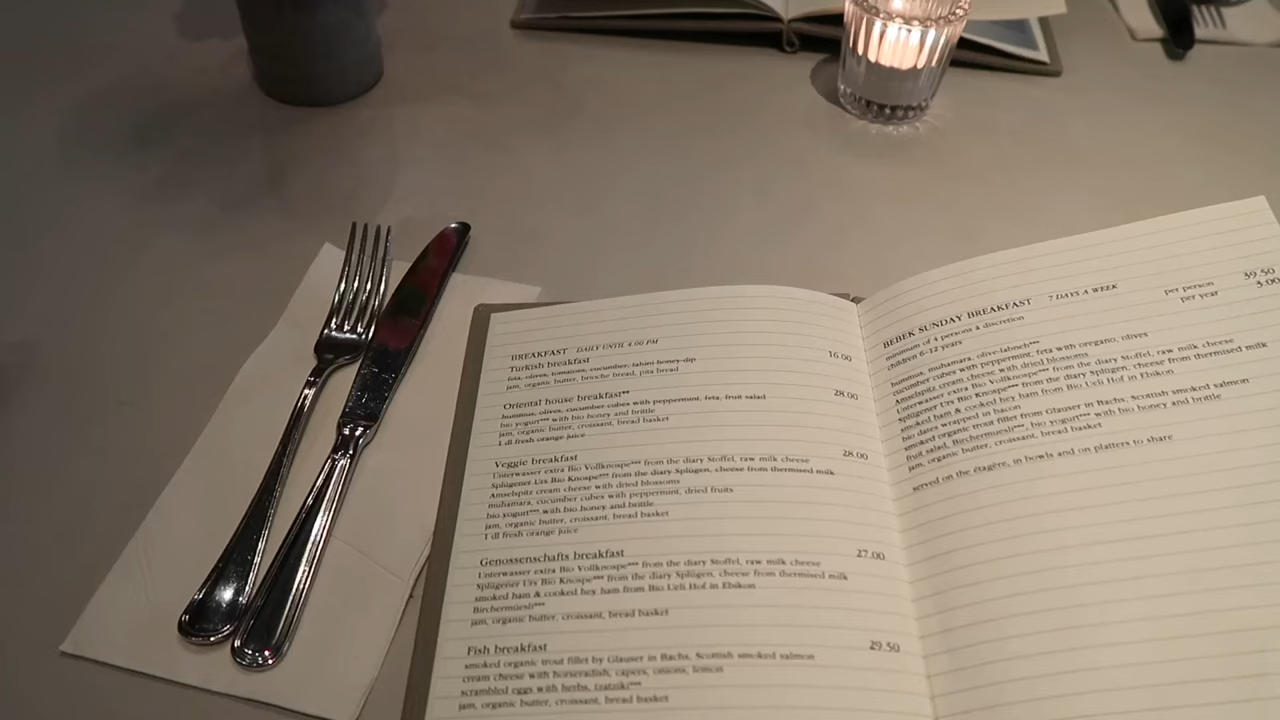 BREAKFAST DAILY UNTIL 4.00 PM
Turkish breakfast 16.00
feta, olives, tomatoes, cucumber, tahini-honey-dip
jam, organic butter, brioche bread, pita bread
Oriental house breakfast** 28.00
hummus, olives, cucumber cubes with peppermint, feta, fruit salad
bio yogurt*** with bio honey and brittle
jam, organic butter, croissant, bread basket
1 dl fresh orange juice
Veggie breakfast 28.00
Unterwasser extra Bio Vollknospe*** from the diary Stoffel, raw milk cheese
Splügener Urs Bio Knospe*** from the diary Splügen, cheese from thermised milk
Amselspitz cream cheese with dried blossoms
muhamara, cucumber cubes with peppermint, dried fruits
bio yogurt*** with bio honey and brittle
jam, organic butter, croissant, bread basket
1 dl fresh orange juice
Genossenschafts breakfast 27.00
Unterwasser extra Bio Vollknospe*** from the diary Stoffel, raw milk cheese
Splügener Urs Bio Knospe*** from the diary Splügen, cheese from thermised milk
smoked ham & cooked hey ham from Bio Ueli Hof in Ebikon
Birchermüesli***
jam, organic butter, croissant, bread basket
Fish breakfast 29.50
smoked organic trout fillet by Glauser in Bachs, Scottish smoked salmon
cream cheese with horseradish, capers, onions, lemon
scrambled eggs with herbs, tzatziki***
jam, organic butter, croissant, bread basket
BEBEK SUNDAY BREAKFAST 7 DAYS A WEEK per person 39.50
minimum of 4 persons à discretion per year 3.00
children 6-12 years
hummus, muhamara, olive-labneh***
cucumber cubes with peppermint, feta with oregano, olives
Amselspitz cream cheese with dried blossoms
Unterwasser extra Bio Vollknospe*** from the diary Stoffel, raw milk cheese
Splügener Urs Bio Knospe*** from the diary Splügen, cheese from thermised milk
smoked ham & cooked hey ham from Bio Ueli Hof in Ebikon
bio dates wrapped in bacon
smoked organic trout fillet from Glauser in Bachs, Scottish smoked salmon
fruit salad, Birchermüesli***, bio yogurt*** with bio honey and brittle
jam, organic butter, croissant, bread basket
served on the étagère, in bowls and on platters to share